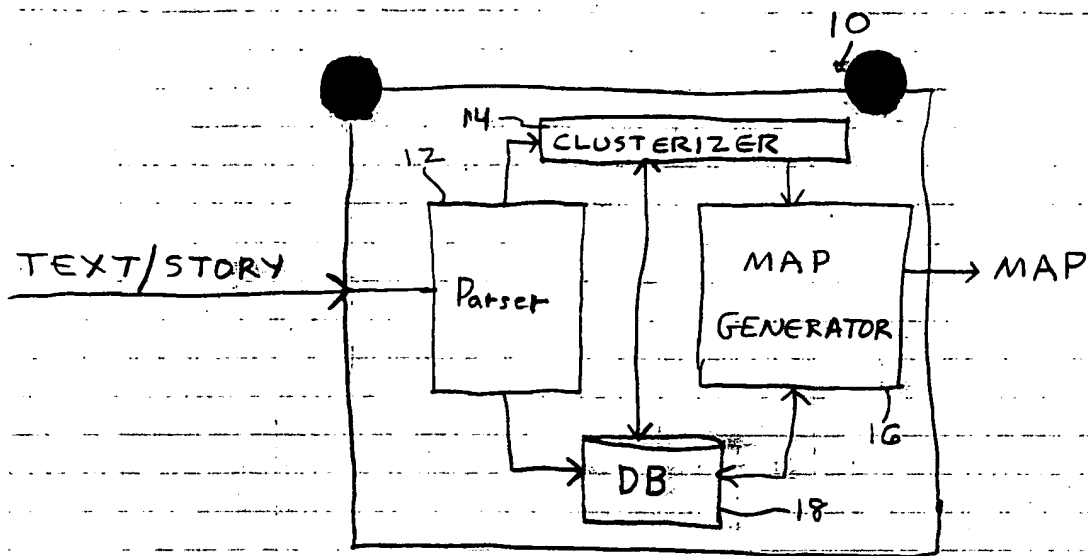 10
14
CLUSTERIZER
12
TEXT/STORY
Parser
MAP
GENERATOR
MAP
16
DB
18